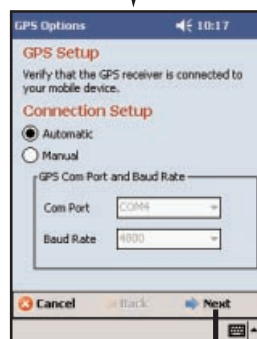 GPS Options 10:17
GPS Setup
Verify that the GPS receiver is connected to
your mobile device.
Connection Setup
Automatic
Manual
GPS Com Port and Baud Rate
Com Port COM4
Baud Rate 4800
Cancel Back Next